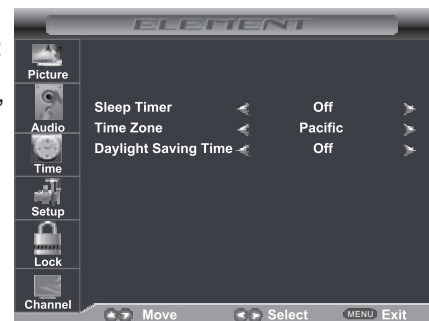 ELEMENT
Picture
Audio
Time
Setup
Lock
Channel
Sleep Timer Off
Time Zone Pacific
Daylight Saving Time Off
Move Select MENU Exit